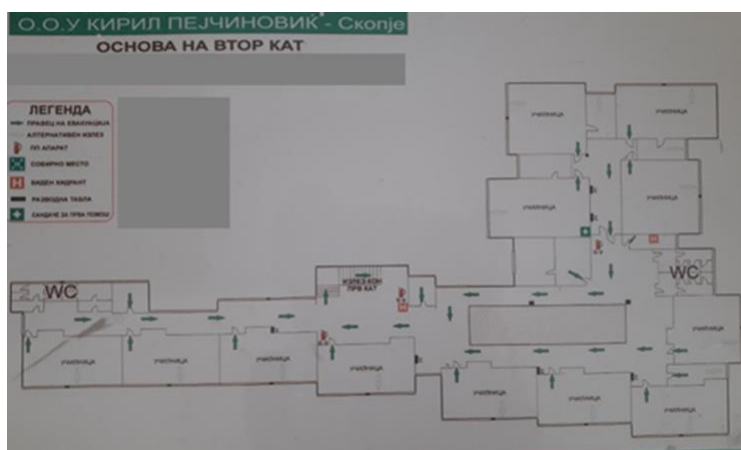 О.О.У КИРИЛ ПЕЈЧИНОВИЌ - Скопје
ОСНОВА НА ВТОР КАТ
ЛЕГЕНДА
ПРАВЕЦ НА ЕВАКУАЦИЈА
АЛТЕРНАТИВЕН ИЗЛЕЗ
ПП АПАРАТ
СОБИРНО МЕСТО
H ЅИДЕН ХИДРАНТ
РАЗВОДНА ТАБЛА
САНДАЧЕ ЗА ПРВА ПОМОШ
УЧИЛНИЦА
УЧИЛНИЦА
УЧИЛНИЦА
УЧИЛНИЦА
H
WC
WC
ИЗЛЕЗ КОН
ПРВ КАТ
H
УЧИЛНИЦА
УЧИЛНИЦА
УЧИЛНИЦА
УЧИЛНИЦА
УЧИЛНИЦА
УЧИЛНИЦА
УЧИЛНИЦА
УЧИЛНИЦА